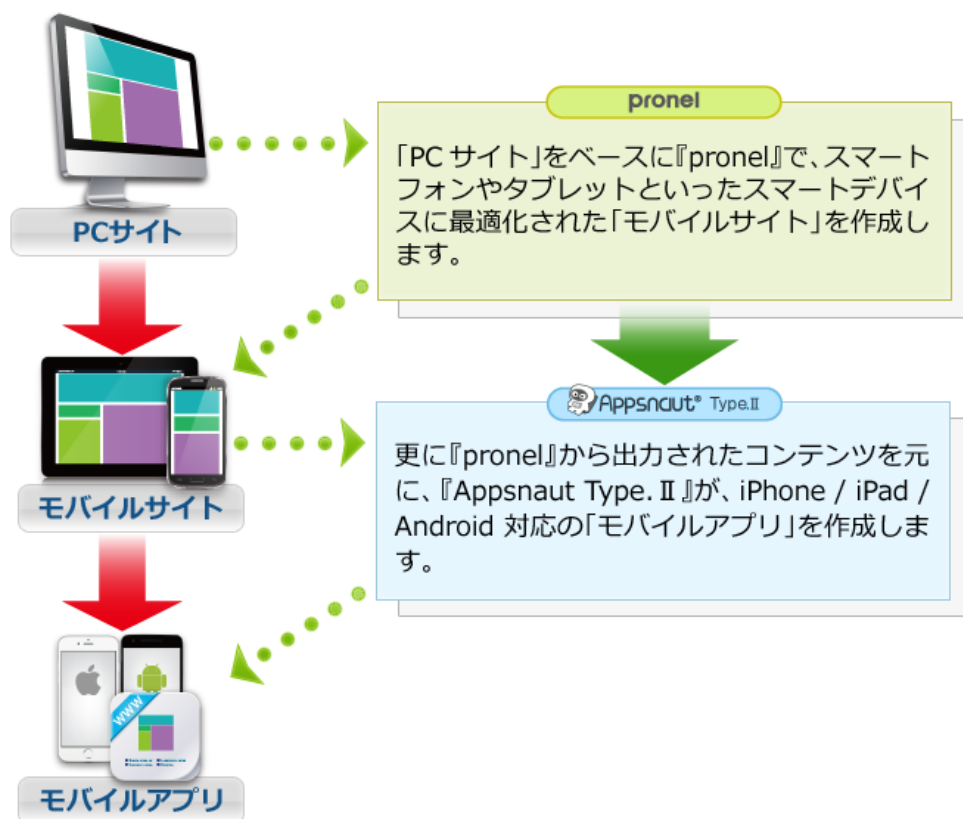 pronel
「PC サイト」をベースに『pronel』で、スマート
フォンやタブレットといったスマートデバイ
スに最適化された「モバイルサイト」を作成し
ます。
PCサイト
Appsnaut® Type.Ⅱ
更に『pronel』から出力されたコンテンツを元
に、『Appsnaut Type.Ⅱ』が、iPhone / iPad /
Android 対応の「モバイルアプリ」を作成しま
す。
モバイルサイト
WWW
モバイルアプリ